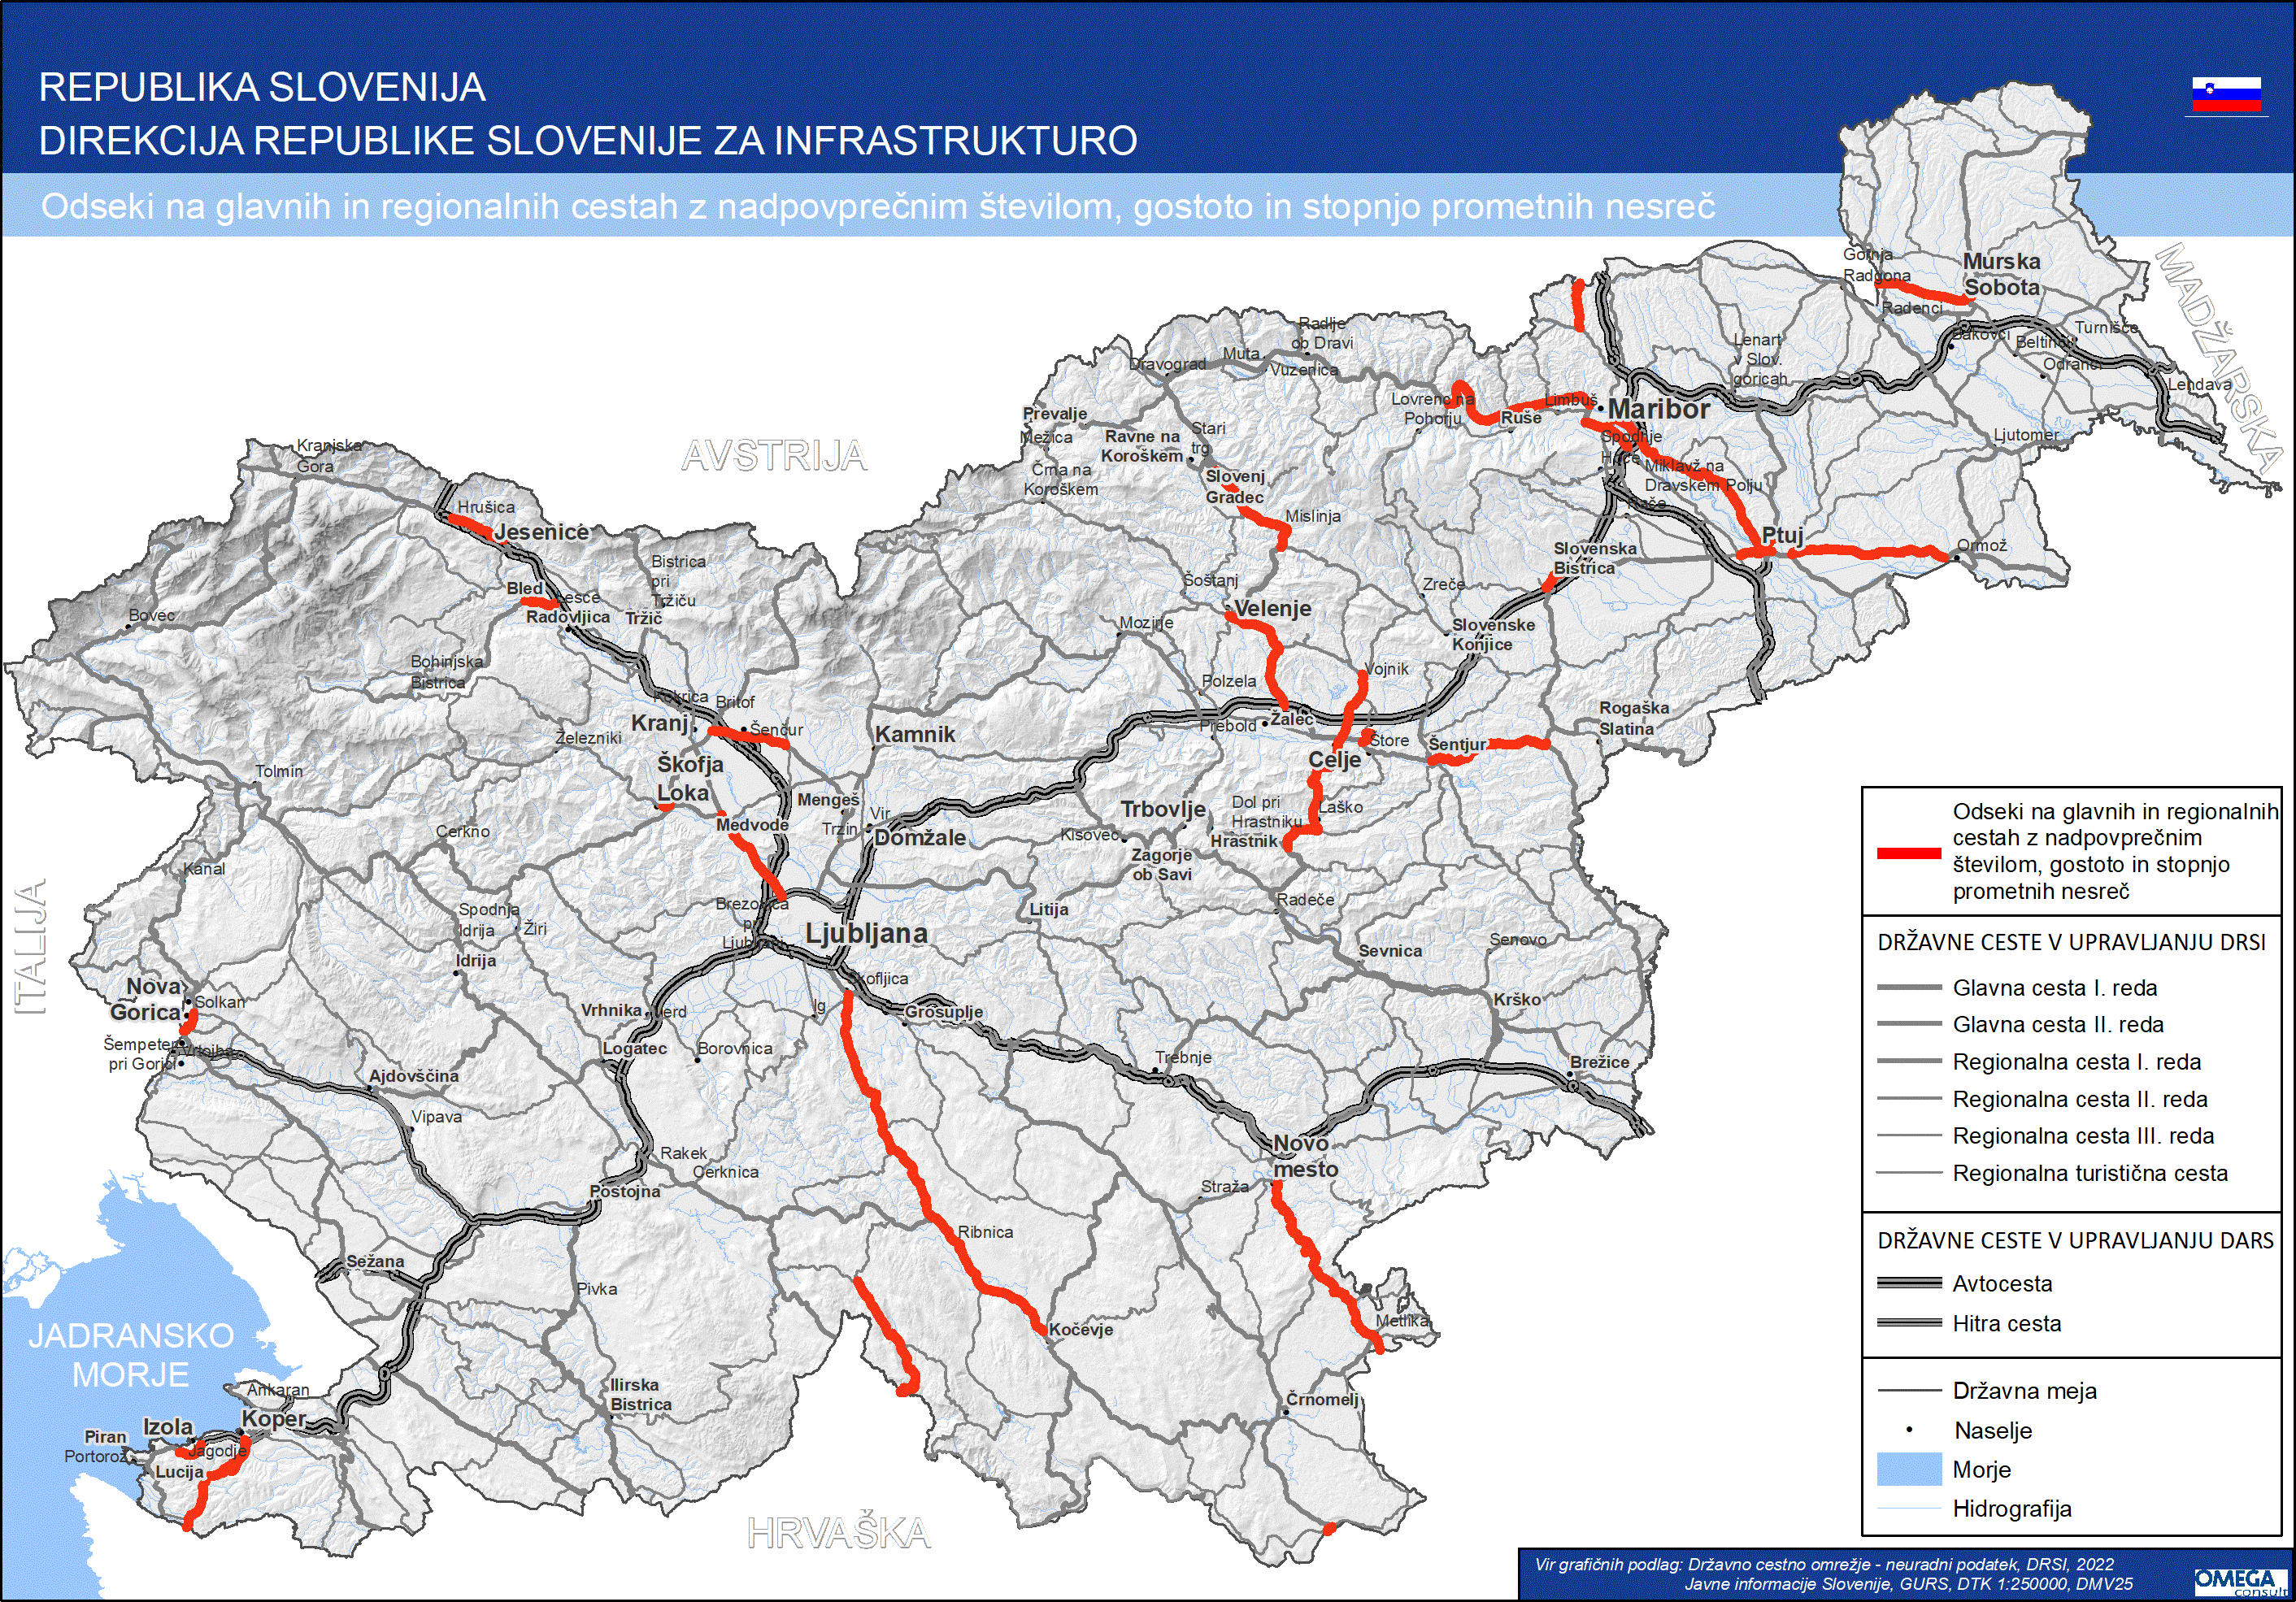 REPUBLIKA SLOVENIJA
DIREKCIJA REPUBLIKE SLOVENIJE ZA INFRASTRUKTURO
Odseki na glavnih in regionalnih cestah z nadpovprečnim številom, gostoto in stopnjo prometnih nesreč
MADŽARSKA
AVSTRIJA
ITALIJA
HRVAŠKA
JADRANSKO
MORJE
Gornja
Radgona
Murska
Sobota
Radenci
Turnišče
Beltinci
Odranci
Lendava
Ljutomer
Lenart
v Slov.
goricah
Radlje
ob Dravi
Muta
Vuzenica
Dravograd
Prevalje
Mežica
Ravne na
Koroškem
Stari
trg
Črna na
Koroškem
Slovenj
Gradec
Mislinja
Lovrenc na
Pohorju
Ruše
Limbuš
Maribor
Spodnje
Hoče
Miklavž na
Dravskem Polju
Ptuj
Ormož
Slovenska
Bistrica
Zreče
Slovenske
Konjice
Šoštanj
Velenje
Mozirje
Polzela
Vojnik
Žalec
Prebold
Štore
Celje
Šentjur
Rogaška
Slatina
Kranjska
Gora
Hrušica
Jesenice
Bistrica
pri
Tržiču
Bled
Radovljica
Tržič
Bovec
Bohinjska
Bistrica
Britof
Kranj
Šenčur
Kamnik
Železniki
Škofja
Loka
Tolmin
Mengeš
Vir
Trzin
Domžale
Medvode
Cerkno
Kanal
Trbovlje
Dol pri
Hrastniku
Laško
Kisovec
Hrastnik
Zagorje
ob Savi
Radeče
Spodnja
Idrija
Žiri
Idrija
Ljubljana
Litija
Sevnica
Senovo
Krško
Brežice
Nova
Gorica
Solkan
Šempeter
pri Gorici
Vrtojba
Vrhnika
Ig
Grosuplje
Logatec
Borovnica
Ajdovščina
Vipava
Trebnje
Novo
mesto
Straža
Rakek
Cerknica
Postojna
Ribnica
Sežana
Pivka
Kočevje
Metlika
Črnomelj
Ilirska
Bistrica
Ankaran
Koper
Izola
Jagodje
Piran
Portorož
Lucija
Odseki na glavnih in regionalnih
cestah z nadpovprečnim
številom, gostoto in stopnjo
prometnih nesreč
DRŽAVNE CESTE V UPRAVLJANJU DRSI
Glavna cesta I. reda
Glavna cesta II. reda
Regionalna cesta I. reda
Regionalna cesta II. reda
Regionalna cesta III. reda
Regionalna turistična cesta
DRŽAVNE CESTE V UPRAVLJANJU DARS
Avtocesta
Hitra cesta
Državna meja
Naselje
Morje
Hidrografija
Vir grafičnih podlag: Državno cestno omrežje - neuradni podatek, DRSI, 2022
Javne informacije Slovenije, GURS, DTK 1:250000, DMV25
OMEGA
consult